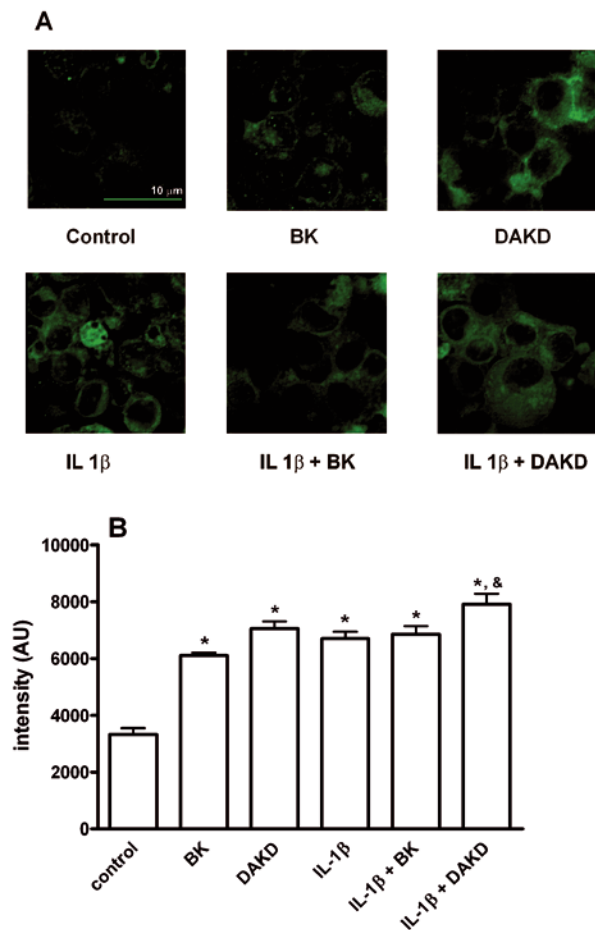 A
10 μm
Control BK DAKD
IL 1β IL 1β + BK IL 1β + DAKD
B
10000
8000
6000
4000
2000
0
intensity (AU)
* * * * *, &
control BK DAKD IL-1β IL-1β + BK IL-1β + DAKD